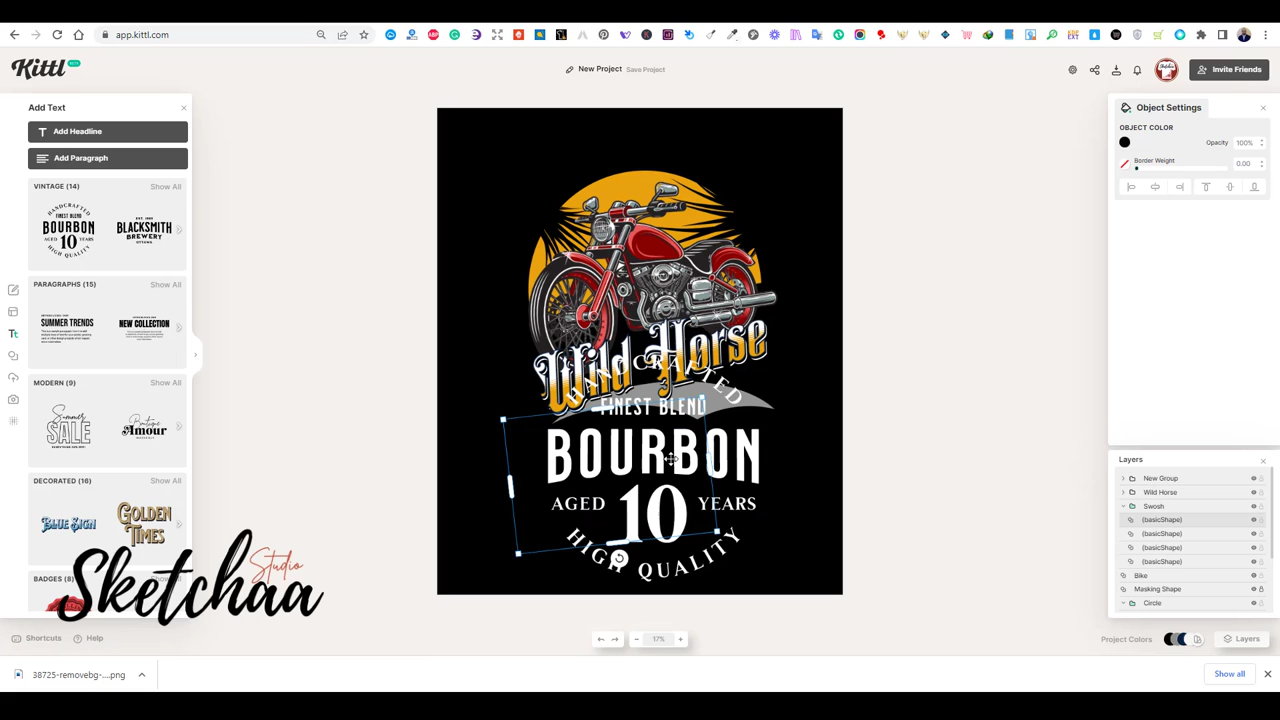 app.kittl.com
Kittl BETA
New Project Save Project
Invite Friends
Add Text
Add Headline
Add Paragraph
VINTAGE (14) Show All
HANDCRAFTED
FINEST BLEND
BOURBON
AGED 10 YEARS
HIGH QUALITY
BLACKSMITH
BREWERY
PARAGRAPHS (15) Show All
SUMMER TRENDS
NEW COLLECTION
MODERN (9) Show All
Summer
SALE
Boutique
Amour
DECORATED (16) Show All
BLUE SIGN
GOLDEN
TIMES
BADGES (8)
Sketchaa
Studio
Shortcuts
Help
Wild Horse
HANDCRAFTED
FINEST BLEND
BOURBON
AGED 10 YEARS
HIGH QUALITY
17%
Object Settings
OBJECT COLOR
Opacity 100%
Border Weight 0.00
Layers
New Group
Wild Horse
Swosh
(basicShape)
(basicShape)
(basicShape)
(basicShape)
Bike
Masking Shape
Circle
Project Colors
Layers
38725-removebg-....png
Show all